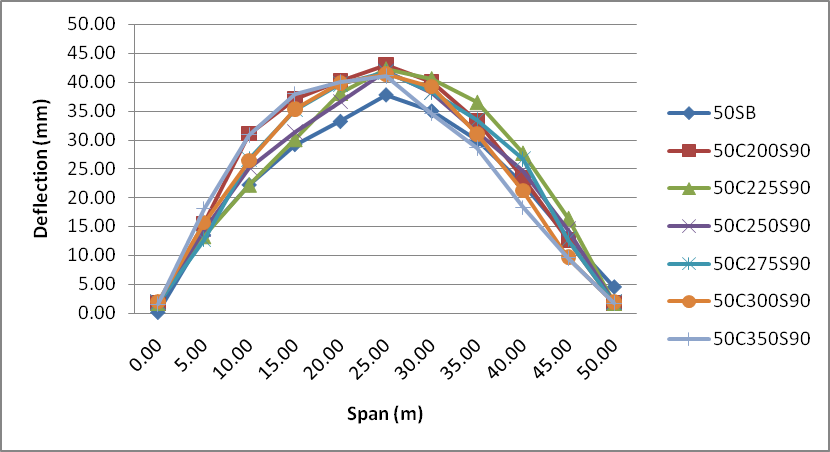 50.00
45.00
40.00
35.00
30.00
25.00
20.00
15.00
10.00
5.00
0.00
Deflection (mm)
0.00 5.00 10.00 15.00 20.00 25.00 30.00 35.00 40.00 45.00 50.00
Span (m)
50SB
50C200S90
50C225S90
50C250S90
50C275S90
50C300S90
50C350S90